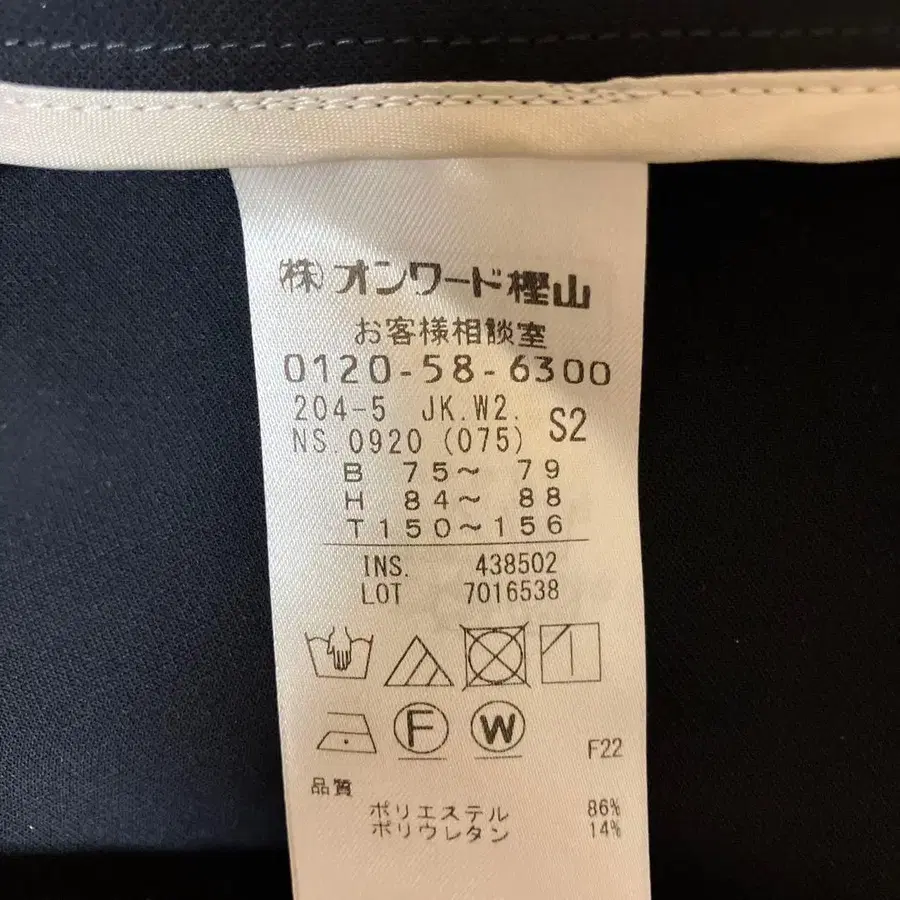 (株)オンワード樫山
お客様相談室
0120-58-6300
204-5 JK.W2.
NS.0920 (075) S2
B 75～ 79
H 84～ 88
T150～156
INS. 438502
LOT 7016538
F W
F22
品質
ポリエステル 86%
ポリウレタン 14%